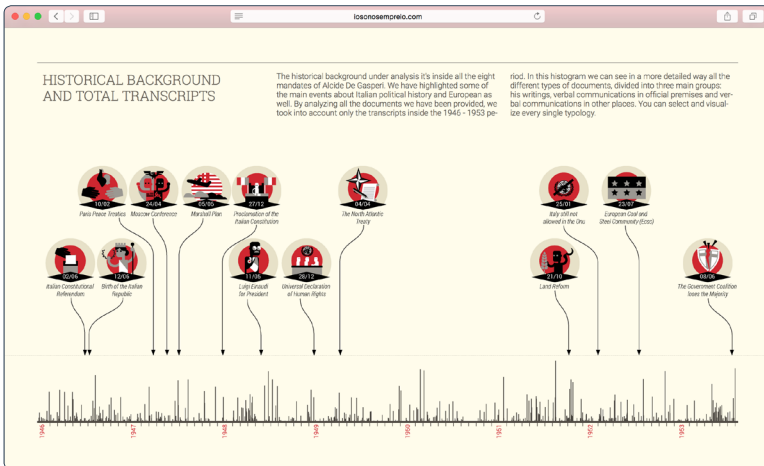 iosonosempreio.com
HISTORICAL BACKGROUND
AND TOTAL TRANSCRIPTS
The historical background under analysis it's inside all the eight
mandates of Alcide De Gasperi. We have highlighted some of
the main events about Italian political history and European as
well. By analyzing all the documents we have been provided, we
took into account only the transcripts inside the 1946 - 1953 pe-
riod. In this histogram we can see in a more detailed way all the
different types of documents, divided into three main groups:
his writings, verbal communications in official premises and ver-
bal communications in other places. You can select and visual-
ize every single typology.
10/02
Paris Peace Treaties
24/04
Moscow Conference
05/05
Marshall Plan
27/12
Proclamation of the
Italian Constitution
04/04
The North Atlantic
Treaty
25/01
Italy still not
allowed in the Onu
23/07
European Coal and
Steel Community (Ecsc)
02/06
Italian Constitutional
Referendum
12/06
Birth of the Italian
Republic
11/05
Luigi Einaudi
for President
28/12
Universal Declaration
of Human Rights
21/10
Land Reform
08/06
The Government Coalition
loses the Majority
1946
1947
1948
1949
1950
1951
1952
1953